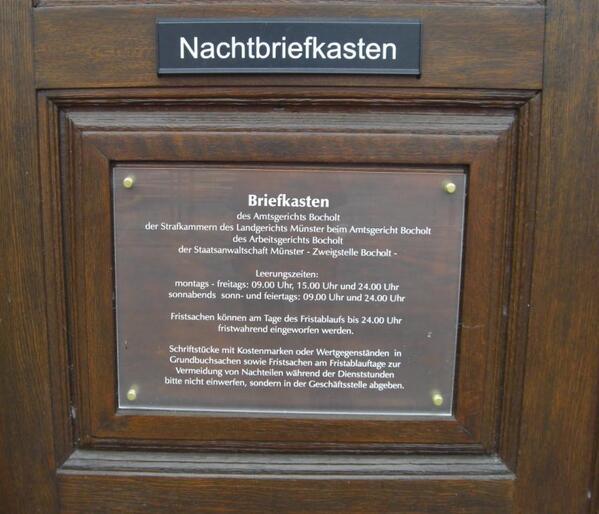 Nachtbriefkasten
Briefkasten
des Amtsgerichts Bocholt
der Strafkammern des Landgerichts Münster beim Amtsgericht Bocholt
des Arbeitsgerichts Bocholt
der Staatsanwaltschaft Münster - Zweigstelle Bocholt -
Leerungszeiten:
montags - freitags: 09.00 Uhr, 15.00 Uhr und 24.00 Uhr
sonnabends sonn- und feiertags: 09.00 Uhr und 24.00 Uhr
Fristsachen können am Tage des Fristablaufs bis 24.00 Uhr
fristwahrend eingeworfen werden.
Schriftstücke mit Kostenmarken oder Wertgegenständen in
Grundbuchsachen sowie Fristsachen am Fristablauftage zur
Vermeidung von Nachteilen während der Dienststunden
bitte nicht einwerfen, sondern in der Geschäftsstelle abgeben.